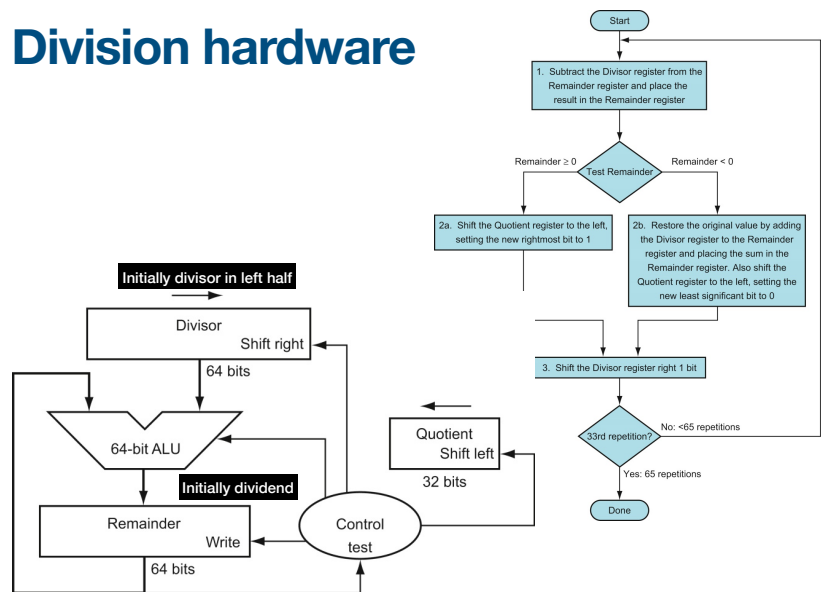 Division hardware
Start
1. Subtract the Divisor register from the
Remainder register and place the
result in the Remainder register
Remainder ≥ 0
Remainder < 0
Test Remainder
2a. Shift the Quotient register to the left,
setting the new rightmost bit to 1
2b. Restore the original value by adding
the Divisor register to the Remainder
register and placing the sum in the
Remainder register. Also shift the
Quotient register to the left, setting the
new least significant bit to 0
3. Shift the Divisor register right 1 bit
33rd repetition?
No: <65 repetitions
Yes: 65 repetitions
Done
Initially divisor in left half
Divisor
Shift right
64 bits
64-bit ALU
Quotient
Shift left
32 bits
Initially dividend
Remainder
Write
64 bits
Control
test